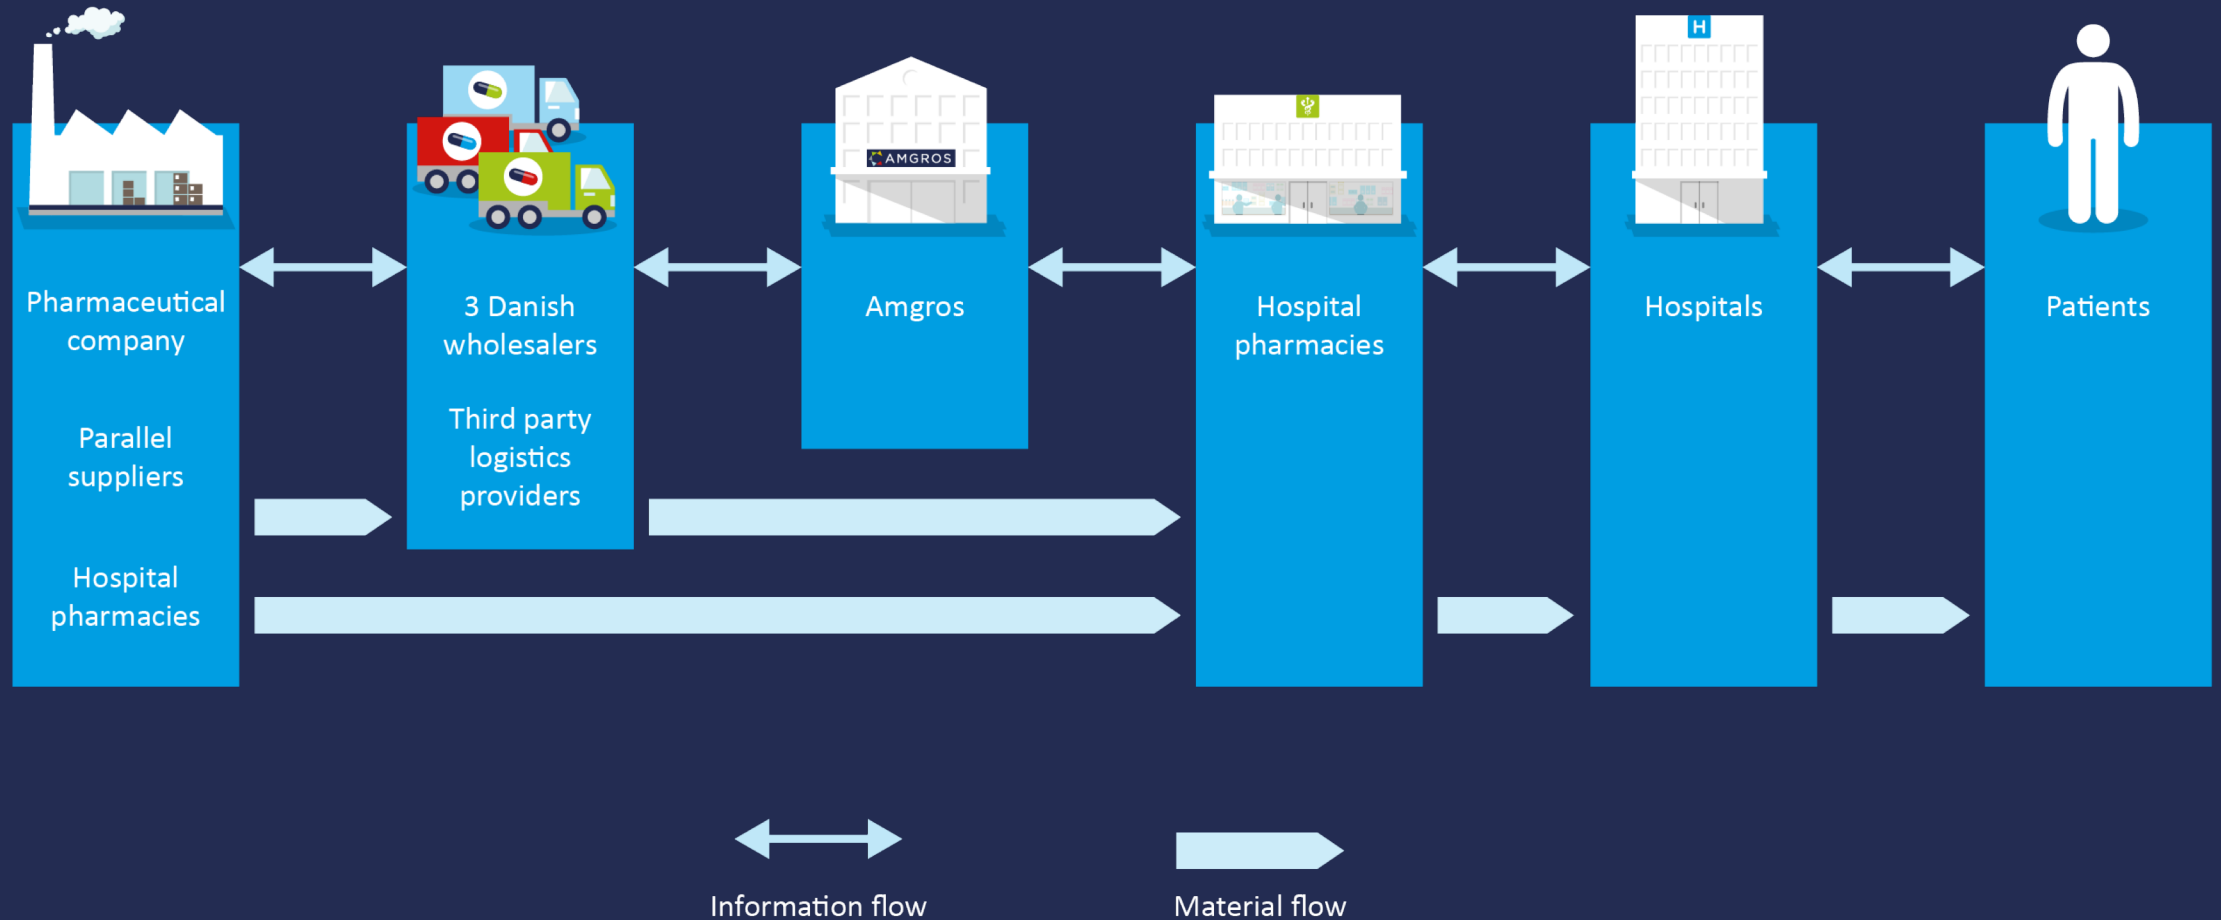 H
AMGROS
Pharmaceutical
company
Parallel
suppliers
Hospital
pharmacies
3 Danish
wholesalers
Third party
logistics
providers
Amgros
Hospital
pharmacies
Hospitals
Patients
Information flow
Material flow